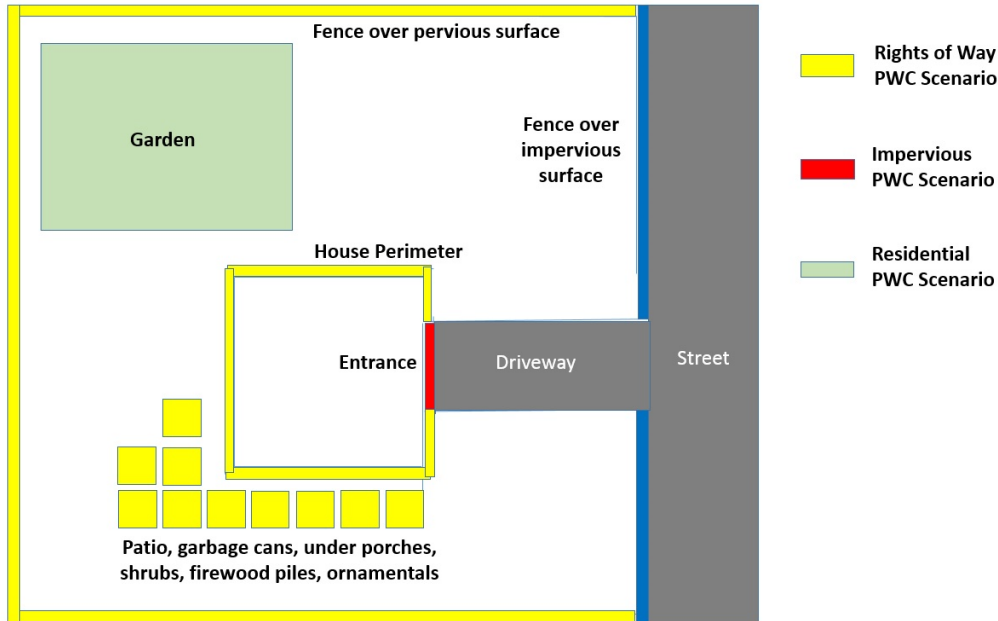 Fence over pervious surface
Garden
Fence over
impervious
surface
House Perimeter
Entrance
Driveway
Street
Patio, garbage cans, under porches,
shrubs, firewood piles, ornamentals
Rights of Way
PWC Scenario
Impervious
PWC Scenario
Residential
PWC Scenario